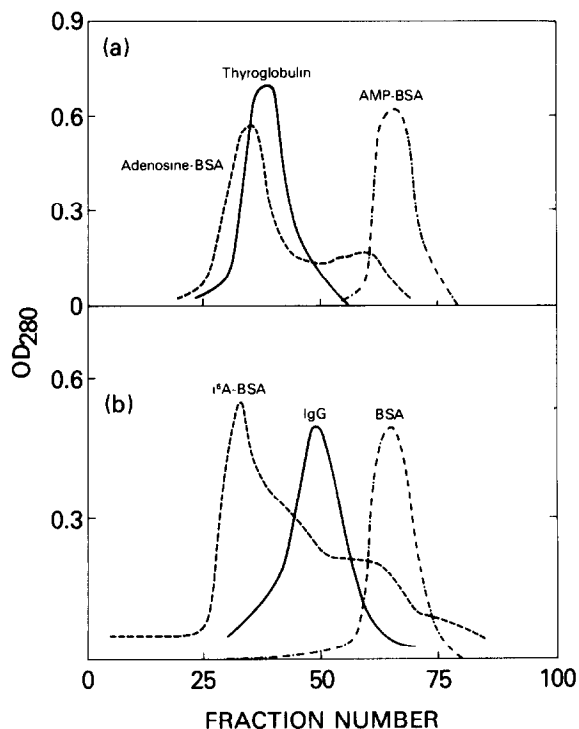 0.9
(a)
Thyroglobulin
AMP-BSA
0.6
Adenosine-BSA
0.3
0
OD280
0.6
(b)
i⁶A-BSA
IgG
BSA
0.3
0
25
50
75
100
FRACTION NUMBER